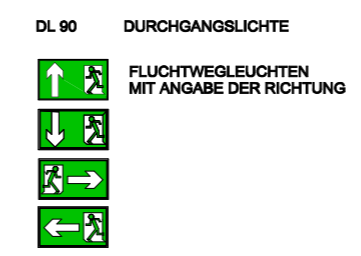 DL 90 DURCHGANGSLICHTE
FLUCHTWEGLEUCHTEN
MIT ANGABE DER RICHTUNG